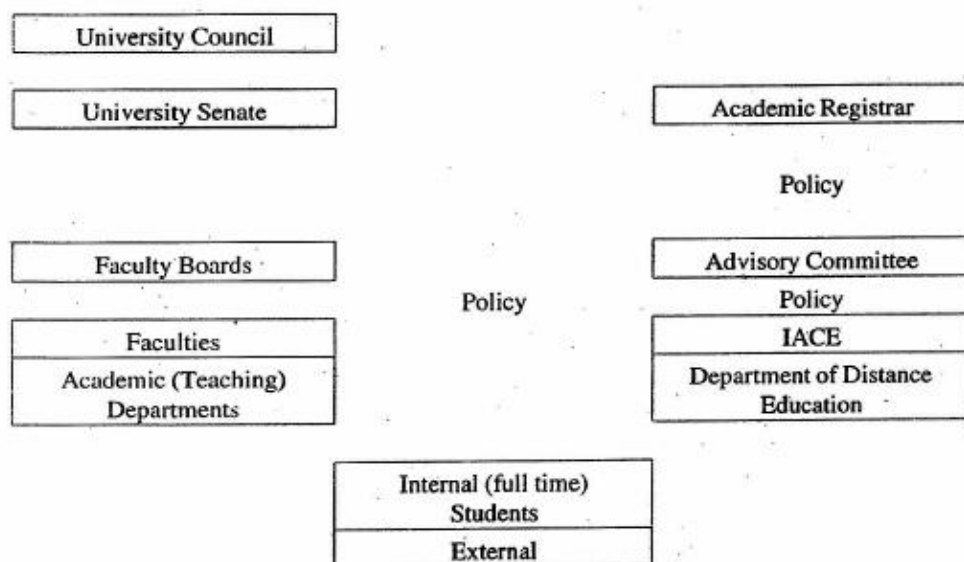 University Council
University Senate
Academic Registrar
Policy
Faculty Boards
Advisory Committee
Policy
Policy
Faculties
IACE
Academic (Teaching)
Departments
Department of Distance
Education
Internal (full time)
Students
External